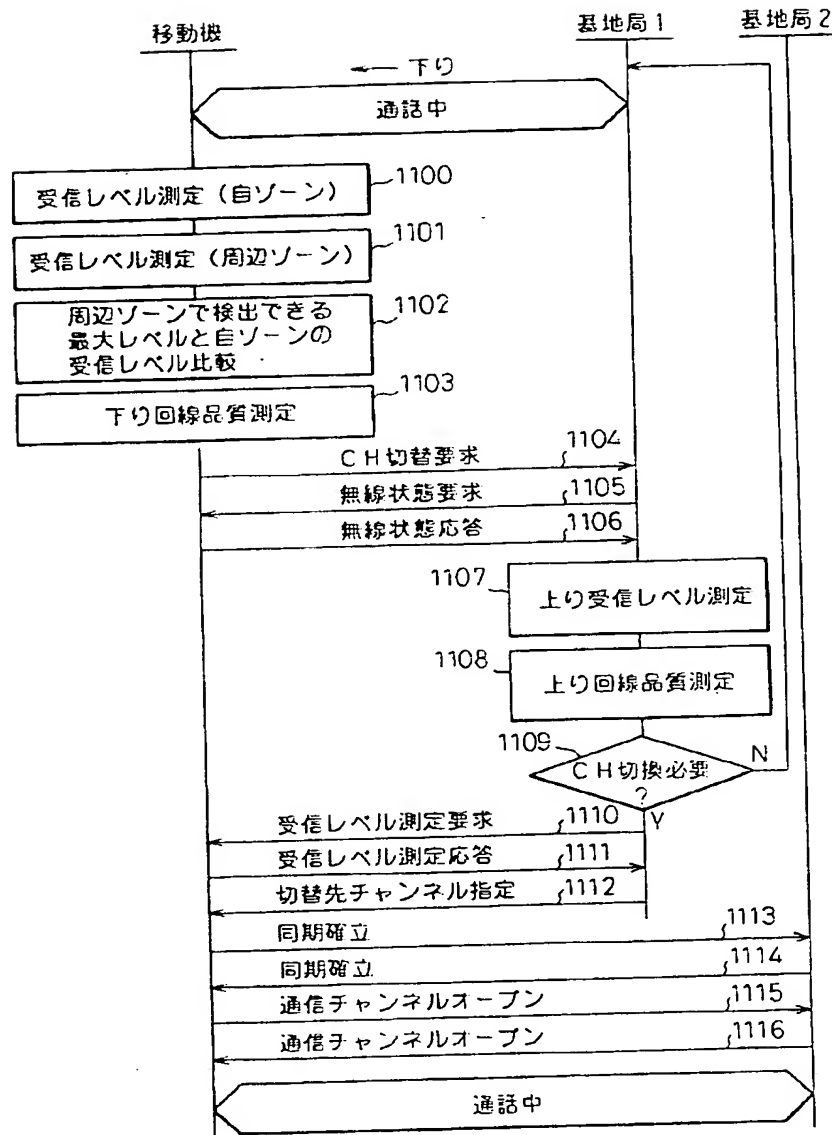 移動機
基地局1
基地局2
← 下り
通話中
受信レベル測定（自ゾーン）
1100
受信レベル測定（周辺ゾーン）
1101
周辺ゾーンで検出できる
最大レベルと自ゾーンの
受信レベル比較
1102
下り回線品質測定
1103
CH切替要求
1104
無線状態要求
1105
無線状態応答
1106
1107
上り受信レベル測定
1108
上り回線品質測定
1109
CH切換必要
?
N
Y
受信レベル測定要求
1110
受信レベル測定応答
1111
切替先チャンネル指定
1112
同期確立
1113
同期確立
1114
通信チャンネルオープン
1115
通信チャンネルオープン
1116
通話中